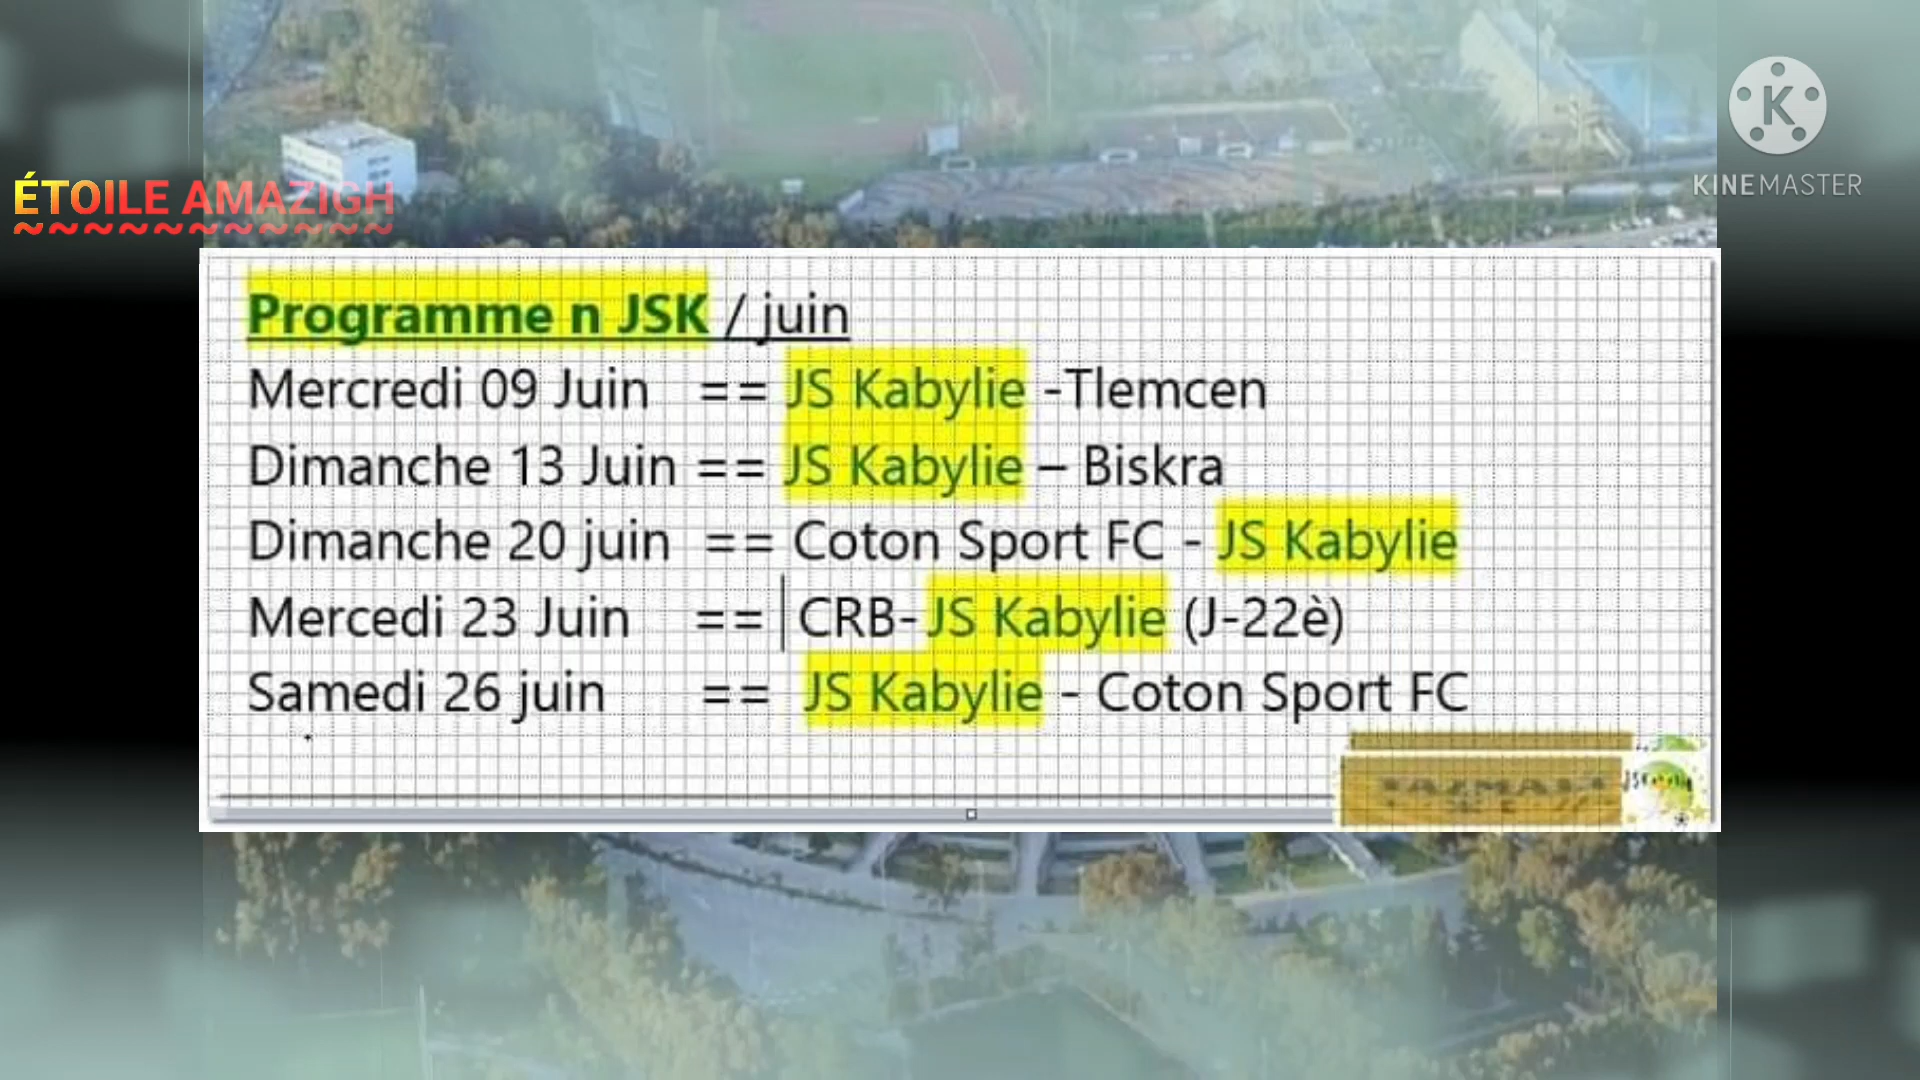 K
KINEMASTER
ÉTOILE AMAZIGH
Programme n JSK / juin
Mercredi 09 Juin == JS Kabylie -Tlemcen
Dimanche 13 Juin == JS Kabylie – Biskra
Dimanche 20 juin == Coton Sport FC - JS Kabylie
Mercedi 23 Juin == CRB- JS Kabylie (J-22è)
Samedi 26 juin == JS Kabylie - Coton Sport FC